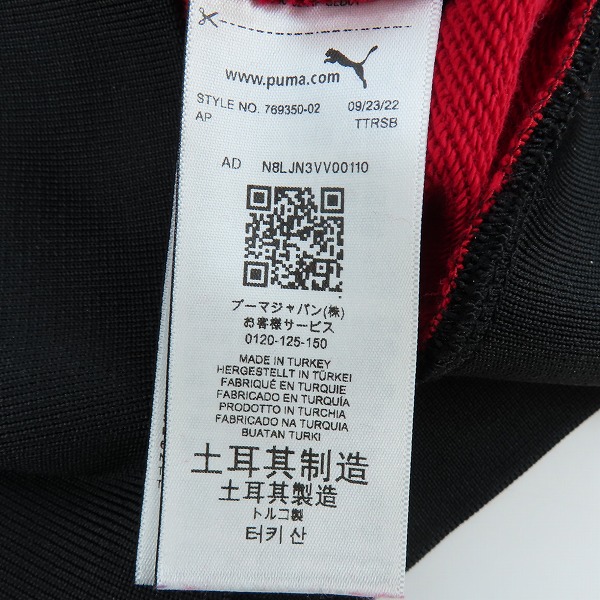 www.puma.com
STYLE NO. 769350-02 09/23/22
AP TTRSB
AD N8LJN3VV00110
プーマジャパン(株)
お客様サービス
0120-125-150
MADE IN TURKEY
HERGESTELLT IN TÜRKEI
FABRIQUÉ EN TURQUIE
FABRICADO EN TURQUÍA
PRODOTTO IN TURCHIA
FABRICADO NA TURQUIA
BUATAN TURKI
土耳其制造
土耳其製造
トルコ製
터키 산